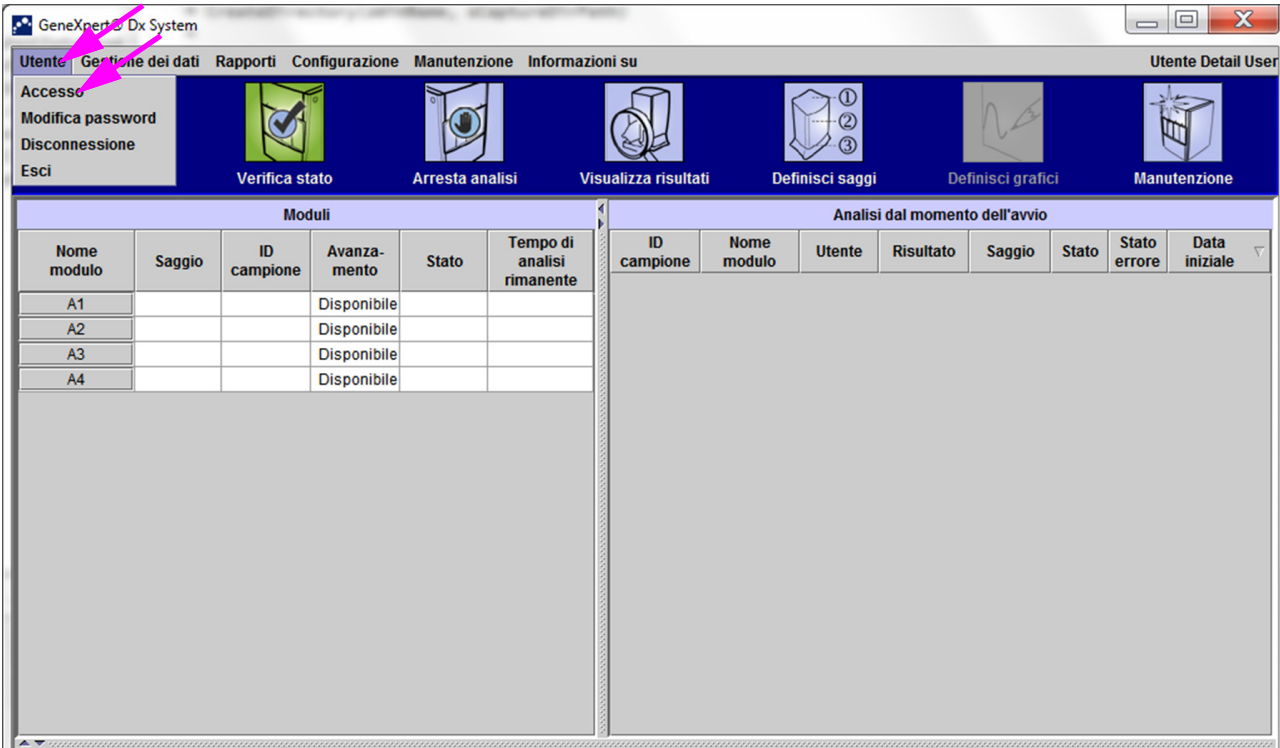 GeneXpert® Dx System
Utente Gestione dei dati Rapporti Configurazione Manutenzione Informazioni su Utente Detail User
Accesso
Modifica password
Disconnessione
Esci
Verifica stato Arresta analisi Visualizza risultati Definisci saggi Definisci grafici Manutenzione
1
2
3
Moduli
Nome modulo Saggio ID campione Avanza-mento Stato Tempo di analisi rimanente
A1 Disponibile
A2 Disponibile
A3 Disponibile
A4 Disponibile
Analisi dal momento dell'avvio
ID campione Nome modulo Utente Risultato Saggio Stato Stato errore Data iniziale